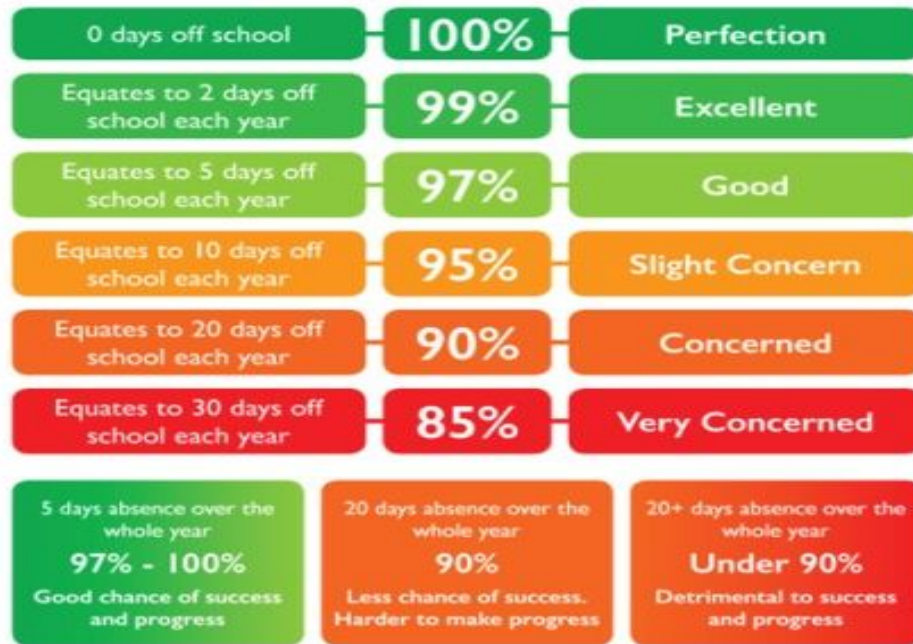 0 days off school 100% Perfection
Equates to 2 days off
school each year
99%
Excellent
Equates to 5 days off
school each year
97%
Good
Equates to 10 days off
school each year
95%
Slight Concern
Equates to 20 days off
school each year
90%
Concerned
Equates to 30 days off
school each year
85%
Very Concerned
5 days absence over the
whole year
97% - 100%
Good chance of success
and progress
20 days absence over the
whole year
90%
Less chance of success.
Harder to make progress
20+ days absence over the
whole year
Under 90%
Detrimental to success
and progress